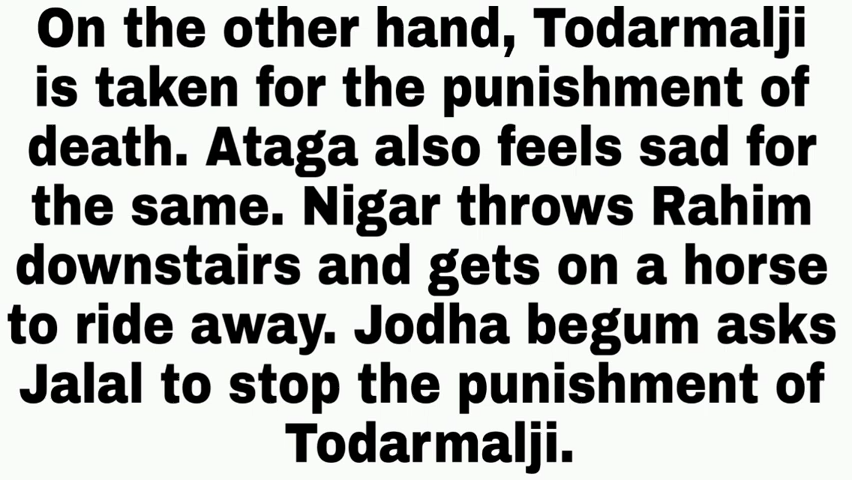 On the other hand, Todarmalji
is taken for the punishment of
death. Ataga also feels sad for
the same. Nigar throws Rahim
downstairs and gets on a horse
to ride away. Jodha begum asks
Jalal to stop the punishment of
Todarmalji.